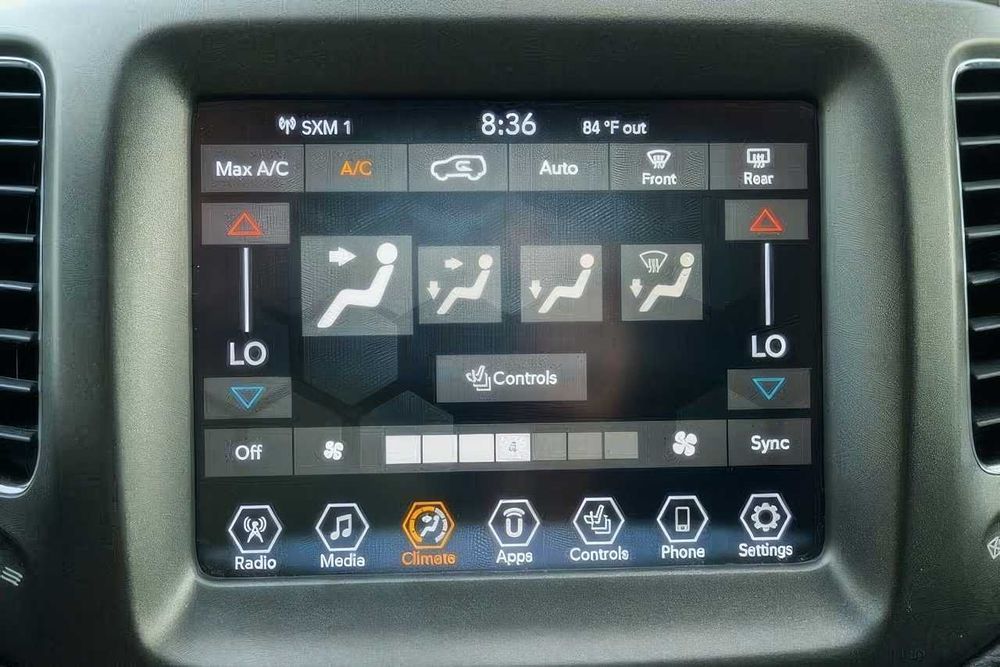 SXM 1 8:36 84 °F out
Max A/C A/C Auto Front Rear
LO LO
Controls
Off 4 Sync
Radio Media Climate Apps Controls Phone Settings